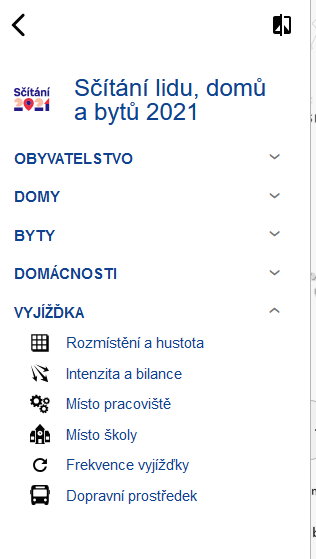 Sčítání
2021
Sčítání lidu, domů
a bytů 2021
OBYVATELSTVO
DOMY
BYTY
DOMÁCNOSTI
VYJÍŽĎKA
Rozmístění a hustota
Intenzita a bilance
Místo pracoviště
Místo školy
Frekvence vyjížďky
Dopravní prostředek